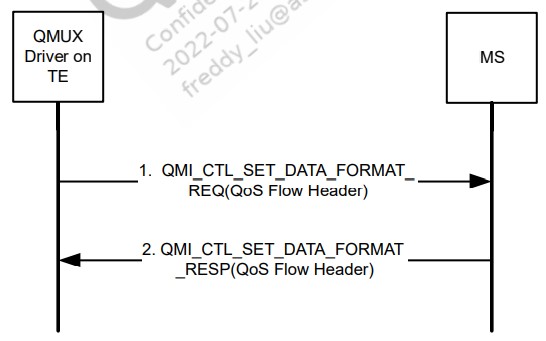 Confide
2022-07-2
freddy_liu@a
QMUX
Driver on
TE
MS
1. QMI_CTL_SET_DATA_FORMAT_
REQ(QoS Flow Header)
2. QMI_CTL_SET_DATA_FORMAT
_RESP(QoS Flow Header)